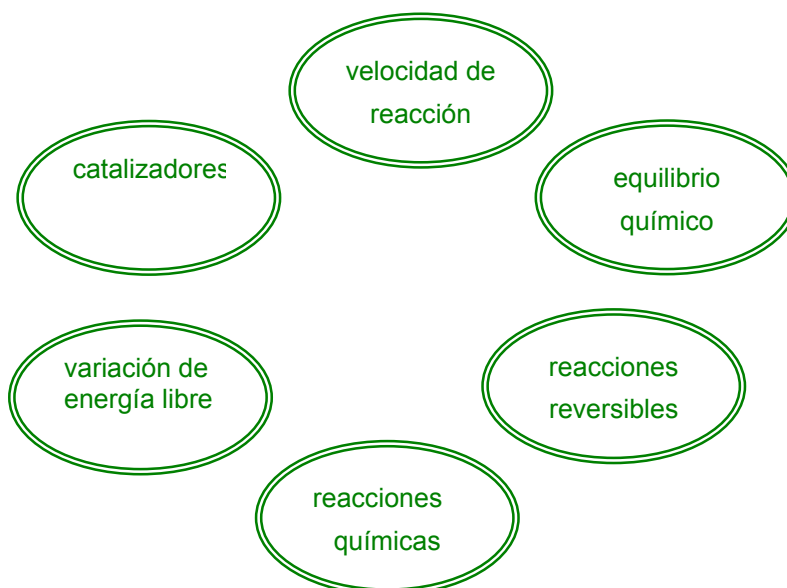 velocidad de
reacción
catalizadores
equilibrio
químico
variación de
energía libre
reacciones
reversibles
reacciones
químicas